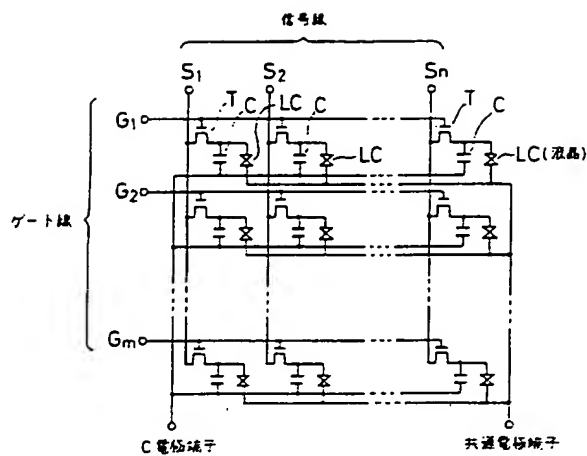 信号線
S1 S2 Sn
T C LC C T
G1 C
LC LC(液晶)
G2
ゲート線
Gm
C電極端子 共通電極端子